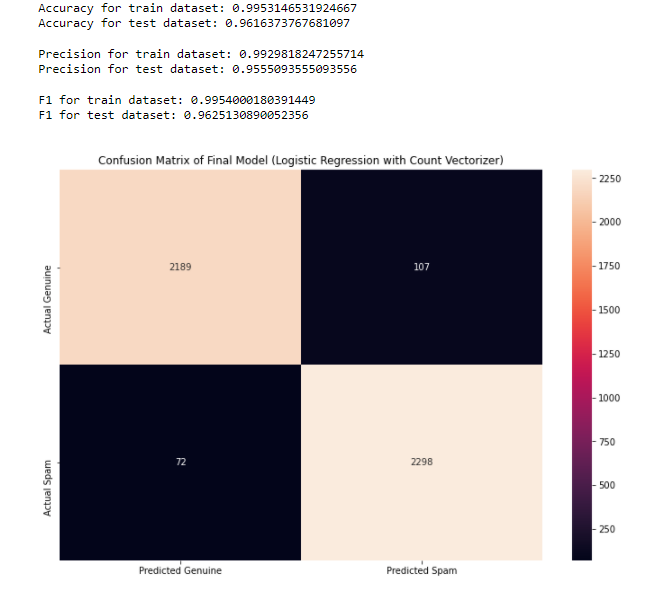 Accuracy for train dataset: 0.9953146531924667
Accuracy for test dataset: 0.9616373767681097
Precision for train dataset: 0.9929818247255714
Precision for test dataset: 0.9555093555093556
F1 for train dataset: 0.9954000180391449
F1 for test dataset: 0.9625130890052356
Confusion Matrix of Final Model (Logistic Regression with Count Vectorizer)
Actual Genuine
2189
107
Actual Spam
72
2298
Predicted Genuine
Predicted Spam
2250
2000
1750
1500
1250
1000
750
500
250